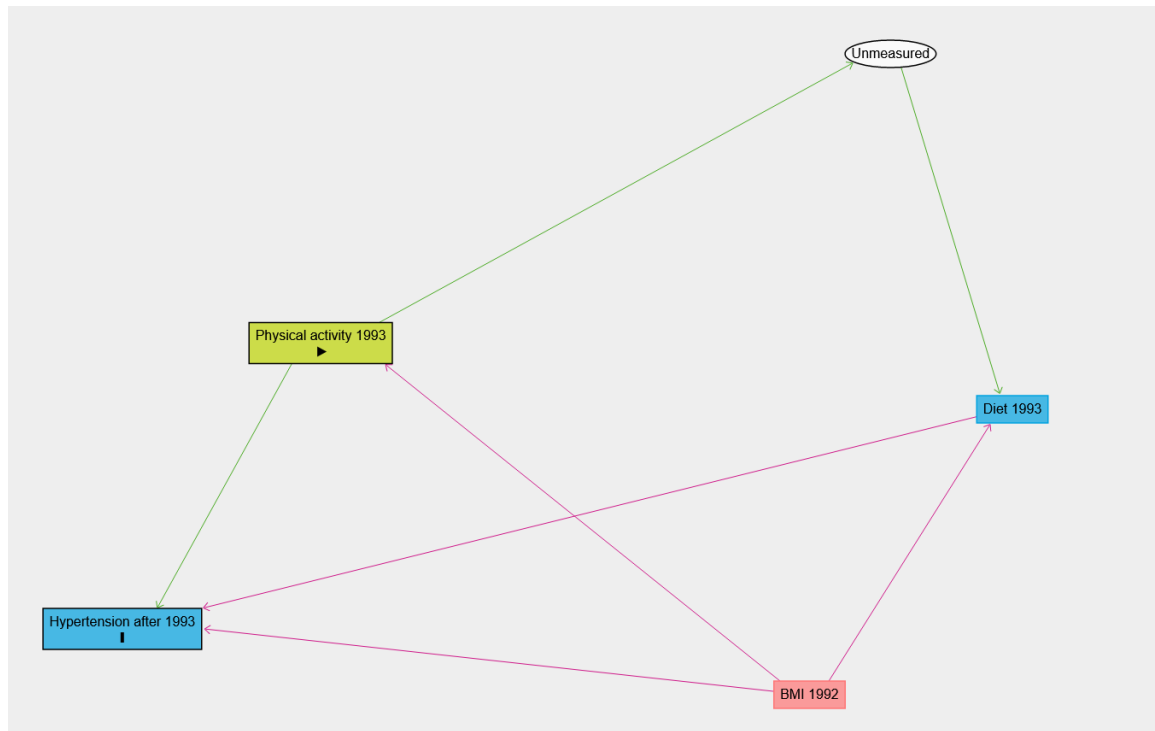 Unmeasured
Physical activity 1993
Diet 1993
Hypertension after 1993
BMI 1992